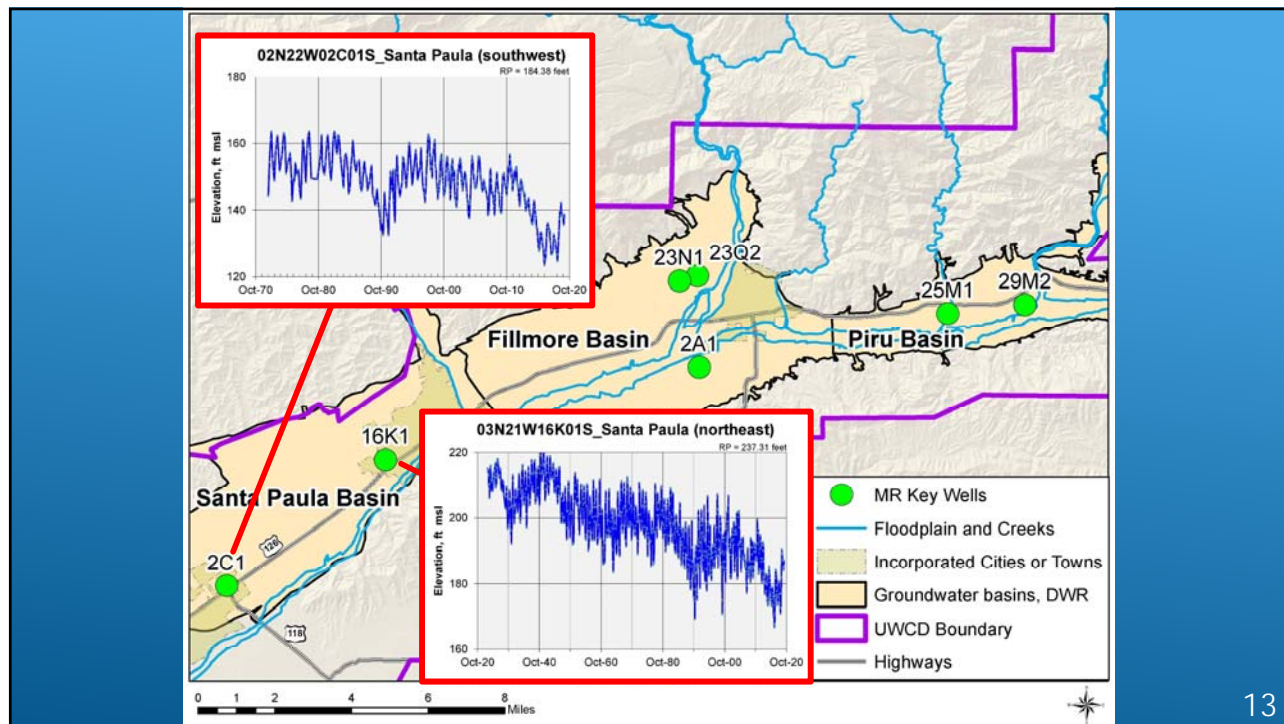 02N22W02C01S_Santa Paula (southwest)
RP = 184.38 feet
Elevation, ft msl
180
160
140
120
Oct-70
Oct-80
Oct-90
Oct-00
Oct-10
Oct-20
23N1
23Q2
25M1
29M2
Fillmore Basin
2A1
Piru Basin
16K1
Santa Paula Basin
2C1
126
118
03N21W16K01S_Santa Paula (northeast)
RP = 237.31 feet
Elevation, ft msl
220
200
180
160
Oct-20
Oct-40
Oct-60
Oct-80
Oct-00
Oct-20
MR Key Wells
Floodplain and Creeks
Incorporated Cities or Towns
Groundwater basins, DWR
UWCD Boundary
Highways
0 1 2 4 6 8
Miles
13